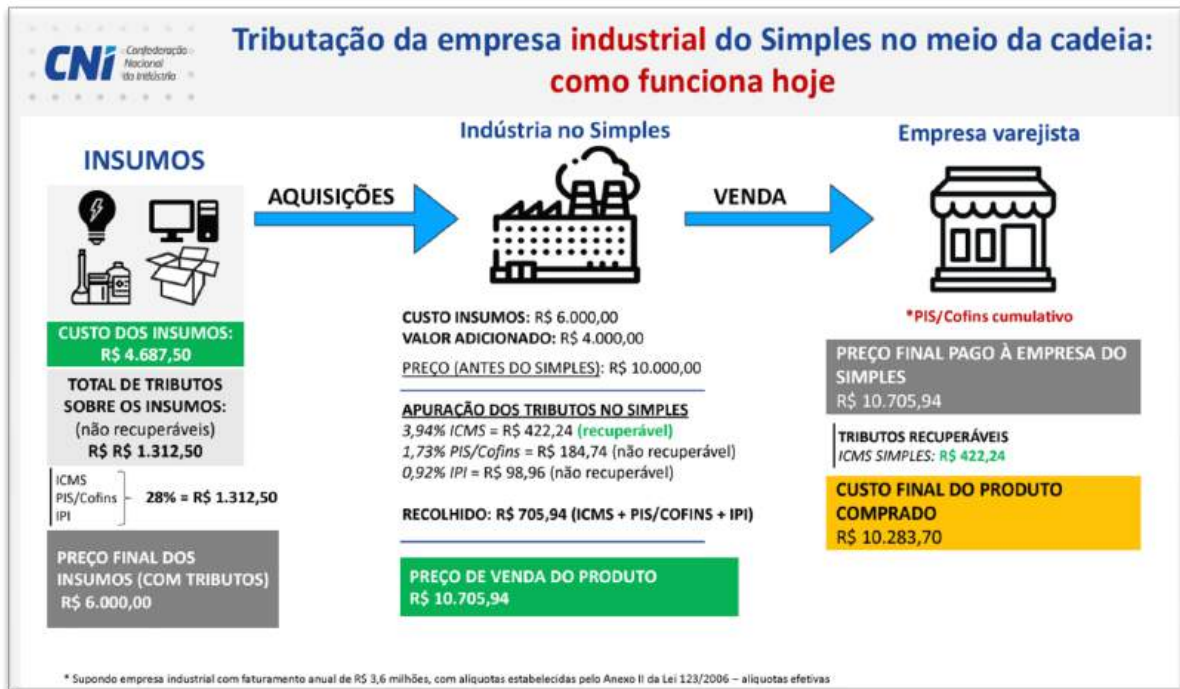 CNI Confederação
Nacional
da Indústria
Tributação da empresa industrial do Simples no meio da cadeia:
como funciona hoje
INSUMOS
AQUISIÇÕES
Indústria no Simples
VENDA
Empresa varejista
CUSTO DOS INSUMOS:
R$ 4.687,50
TOTAL DE TRIBUTOS
SOBRE OS INSUMOS:
(não recuperáveis)
R$ R$ 1.312,50
ICMS
PIS/Cofins
IPI
28% = R$ 1.312,50
PREÇO FINAL DOS
INSUMOS (COM TRIBUTOS)
R$ 6.000,00
CUSTO INSUMOS: R$ 6.000,00
VALOR ADICIONADO: R$ 4.000,00
PREÇO (ANTES DO SIMPLES): R$ 10.000,00
APURAÇÃO DOS TRIBUTOS NO SIMPLES
3,94% ICMS = R$ 422,24 (recuperável)
1,73% PIS/Cofins = R$ 184,74 (não recuperável)
0,92% IPI = R$ 98,96 (não recuperável)
RECOLHIDO: R$ 705,94 (ICMS + PIS/COFINS + IPI)
PREÇO DE VENDA DO PRODUTO
R$ 10.705,94
*PIS/Cofins cumulativo
PREÇO FINAL PAGO À EMPRESA DO
SIMPLES
R$ 10.705,94
TRIBUTOS RECUPERÁVEIS
ICMS SIMPLES: R$ 422,24
CUSTO FINAL DO PRODUTO
COMPRADO
R$ 10.283,70
* Supondo empresa industrial com faturamento anual de R$ 3,6 milhões, com alíquotas estabelecidas pelo Anexo II da Lei 123/2006 – alíquotas efetivas